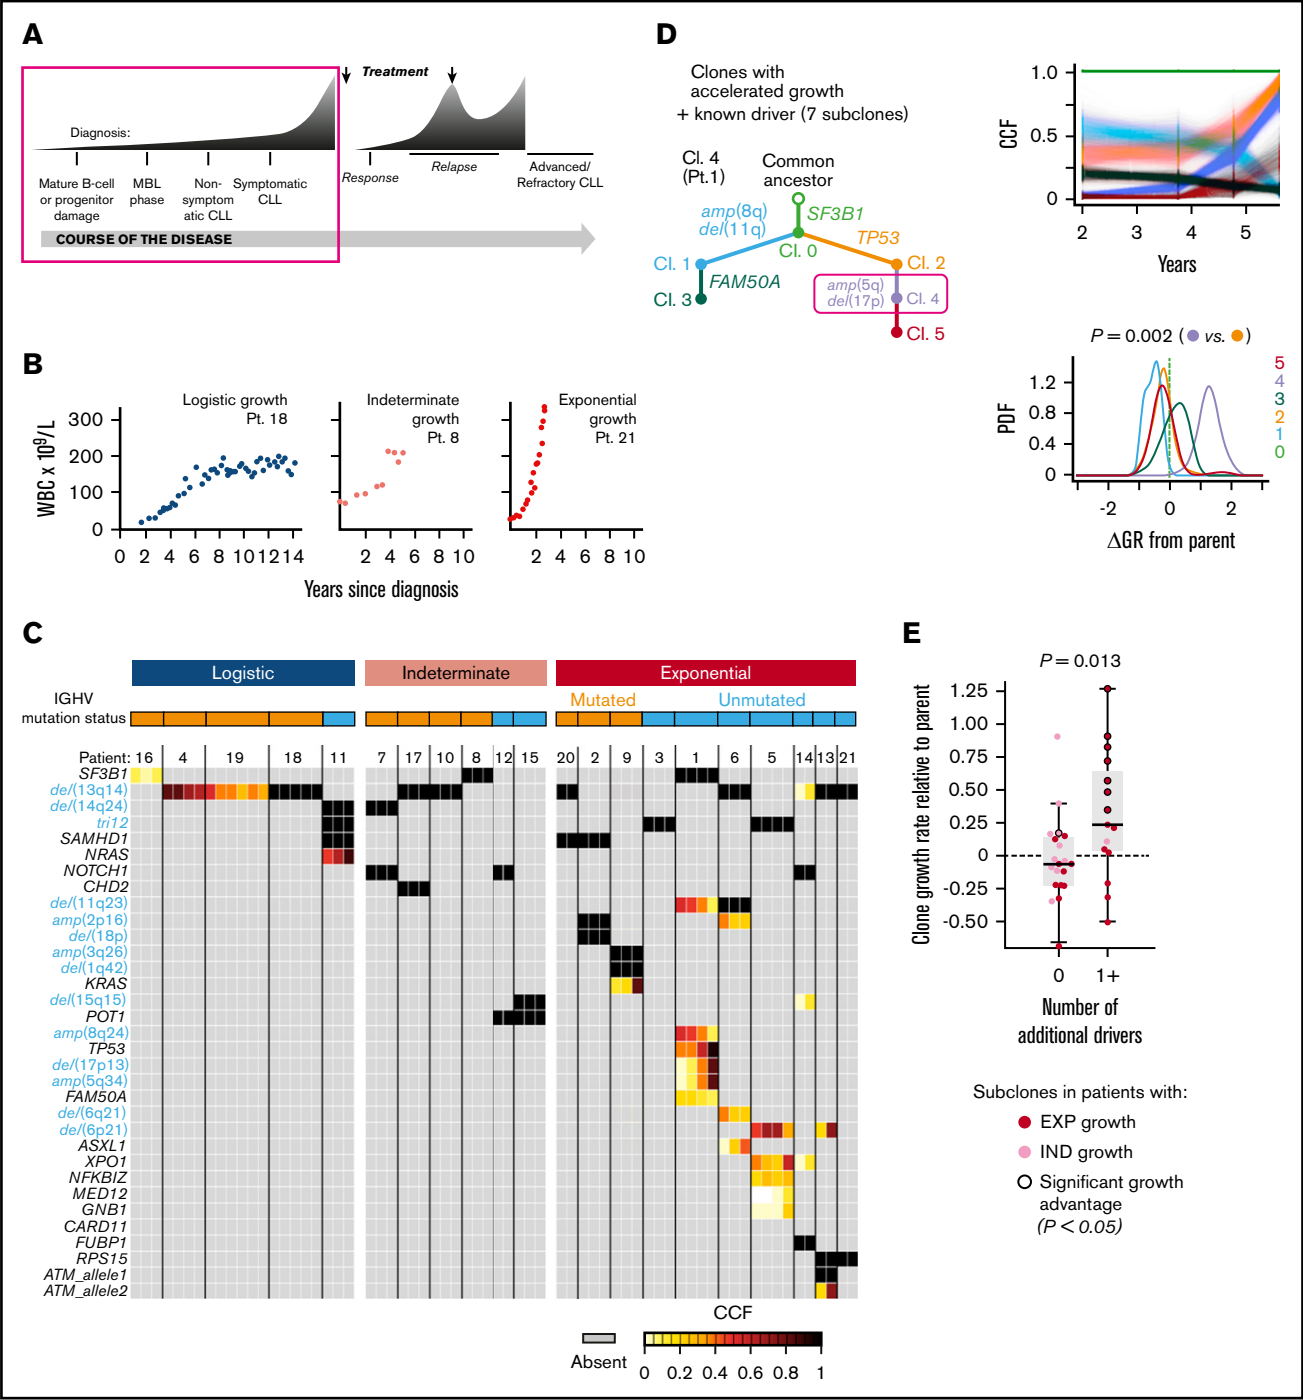 A
Treatment
Diagnosis:
Mature B-cell
or progenitor
damage
MBL
phase
Non-
symptom
atic CLL
Symptomatic
CLL
Response
Relapse
Advanced/
Refractory CLL
COURSE OF THE DISEASE
B
WBC x 10⁹/L
300
200
100
0
Logistic growth
Pt. 18
0 2 4 6 8 10 12 14
Indeterminate
growth
Pt. 8
2 4 6 8 10
Exponential
growth
Pt. 21
2 4 6 8 10
Years since diagnosis
C
Logistic
Indeterminate
Exponential
IGHV
mutation status
Mutated
Unmutated
Patient: 16 4 19 18 11 7 17 10 8 12 15 20 2 9 3 1 6 5 14 13 21
SF3B1
del(13q14)
del(14q24)
tri12
SAMHD1
NRAS
NOTCH1
CHD2
del(11q23)
amp(2p16)
del(18p)
amp(3q26)
del(1q42)
KRAS
del(15q15)
POT1
amp(8q24)
TP53
del(17p13)
amp(5q34)
FAM50A
del(6q21)
del(6p21)
ASXL1
XPO1
NFKBIZ
MED12
GNB1
CARD11
FUBP1
RPS15
ATM_allele1
ATM_allele2
Absent
CCF
0 0.2 0.4 0.6 0.8 1
D
Clones with
accelerated growth
+ known driver (7 subclones)
Cl. 4
(Pt.1)
Common
ancestor
SF3B1
amp(8q)
del(11q)
Cl. 0
TP53
Cl. 1
Cl. 2
FAM50A
Cl. 3
amp(5q)
del(17p)
Cl. 4
Cl. 5
CCF
1.0
0.5
0
2 3 4 5
Years
P = 0.002 ( vs. )
PDF
1.2
0.8
0.4
0
-2 0 2
ΔGR from parent
5
4
3
2
1
0
E
P = 0.013
Clone growth rate relative to parent
1.25
1.00
0.75
0.50
0.25
0
-0.25
-0.50
0 1+
Number of
additional drivers
Subclones in patients with:
EXP growth
IND growth
Significant growth
advantage
(P < 0.05)